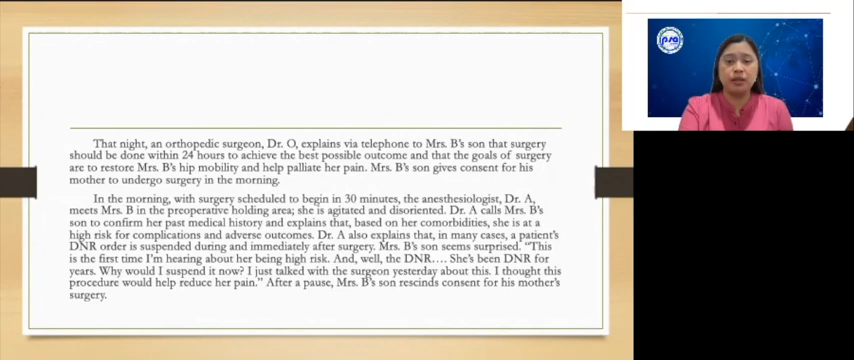 That night, an orthopedic surgeon, Dr. O, explains via telephone to Mrs. B's son that surgery
should be done within 24 hours to achieve the best possible outcome and that the goals of surgery
are to restore Mrs. B's hip mobility and help palliate her pain. Mrs. B's son gives consent for his
mother to undergo surgery in the morning.
In the morning, with surgery scheduled to begin in 30 minutes, the anesthesiologist, Dr. A,
meets Mrs. B in the preoperative holding area; she is agitated and disoriented. Dr. A calls Mrs. B's
son to confirm her past medical history and explains that, based on her comorbidities, she is at a
high risk for complications and adverse outcomes. Dr. A also explains that, in many cases, a patient's
DNR order is suspended during and immediately after surgery. Mrs. B's son seems surprised. "This
is the first time I'm hearing about her being high risk. And, well, the DNR…. She's been DNR for
years. Why would I suspend it now? I just talked with the surgeon yesterday about this. I thought this
procedure would help reduce her pain." After a pause, Mrs. B's son rescinds consent for his mother's
surgery.